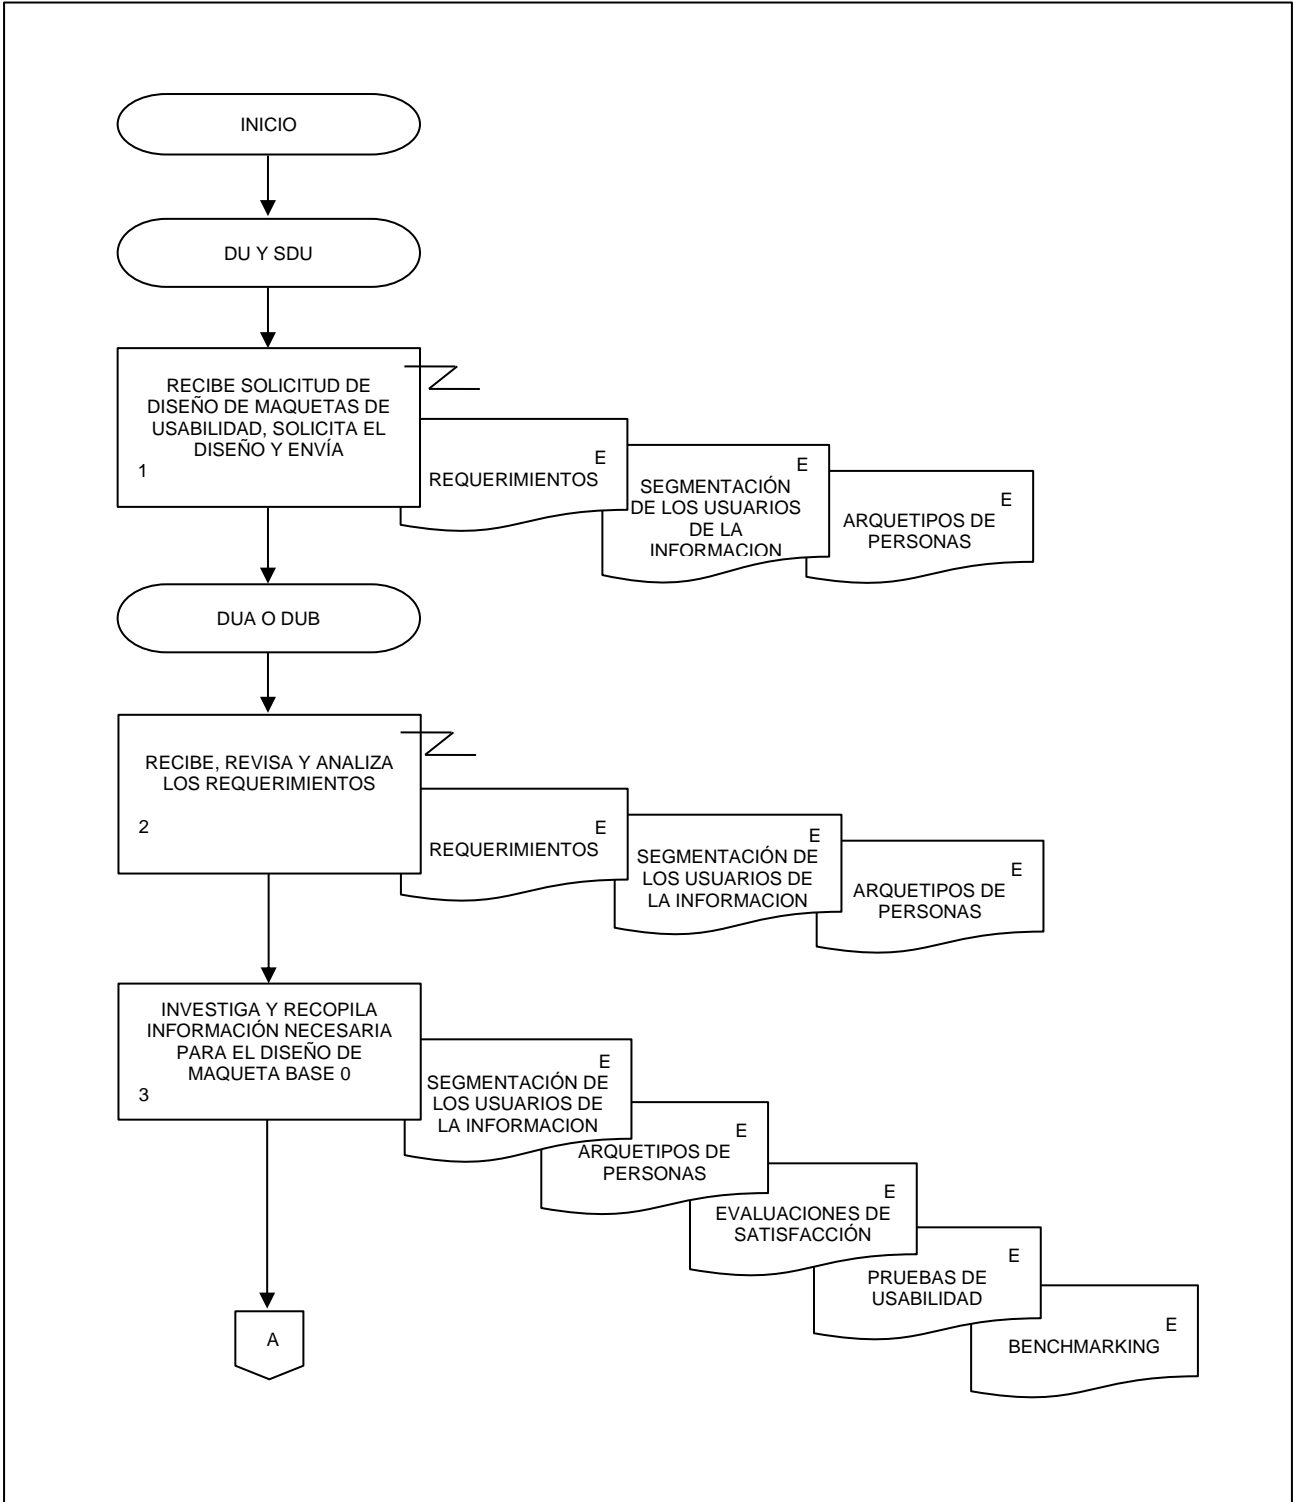 INICIO
DU Y SDU
RECIBE SOLICITUD DE
DISEÑO DE MAQUETAS DE
USABILIDAD, SOLICITA EL
DISEÑO Y ENVÍA
1
E
REQUERIMIENTOS
E
SEGMENTACIÓN
DE LOS USUARIOS
DE LA
INFORMACION
E
ARQUETIPOS DE
PERSONAS
DUA O DUB
RECIBE, REVISA Y ANALIZA
LOS REQUERIMIENTOS
2
E
REQUERIMIENTOS
E
SEGMENTACIÓN DE
LOS USUARIOS DE
LA INFORMACION
E
ARQUETIPOS DE
PERSONAS
INVESTIGA Y RECOPILA
INFORMACIÓN NECESARIA
PARA EL DISEÑO DE
MAQUETA BASE 0
3
E
SEGMENTACIÓN DE
LOS USUARIOS DE
LA INFORMACION
E
ARQUETIPOS DE
PERSONAS
E
EVALUACIONES DE
SATISFACCIÓN
E
PRUEBAS DE
USABILIDAD
E
BENCHMARKING
A